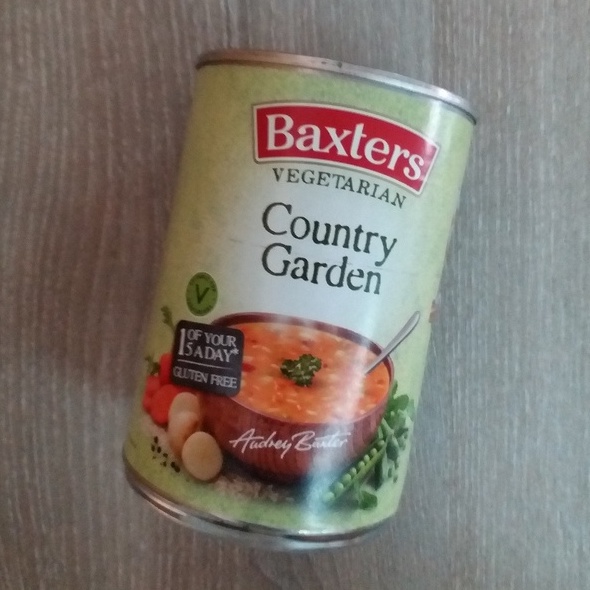 Baxters
VEGETARIAN
Country
Garden
V
1 OF YOUR
5 A DAY*
GLUTEN FREE
Audrey Baxter